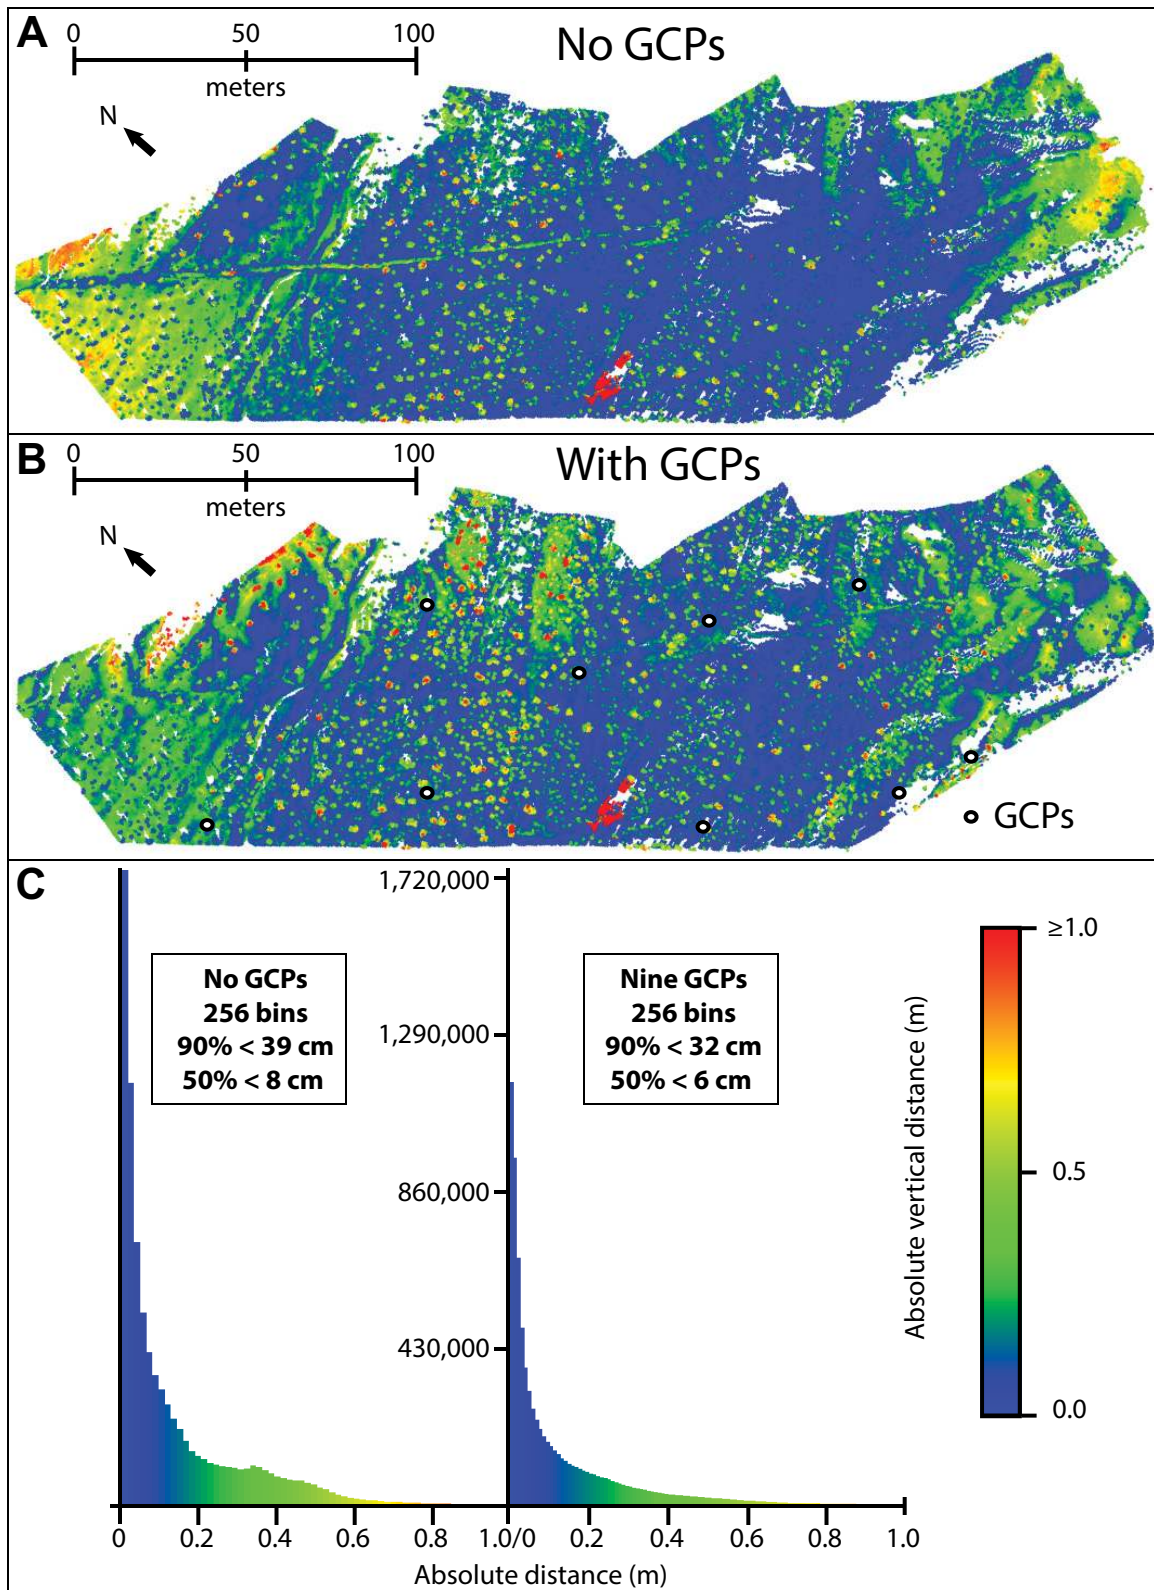 A
0 50 100
meters
No GCPs
N
B
0 50 100
meters
With GCPs
N
GCPs
C
1,720,000
1,290,000
860,000
430,000
No GCPs
256 bins
90% < 39 cm
50% < 8 cm
Nine GCPs
256 bins
90% < 32 cm
50% < 6 cm
≥1.0
0.5
0.0
Absolute vertical distance (m)
0 0.2 0.4 0.6 0.8 1.0/0 0.2 0.4 0.6 0.8 1.0
Absolute distance (m)